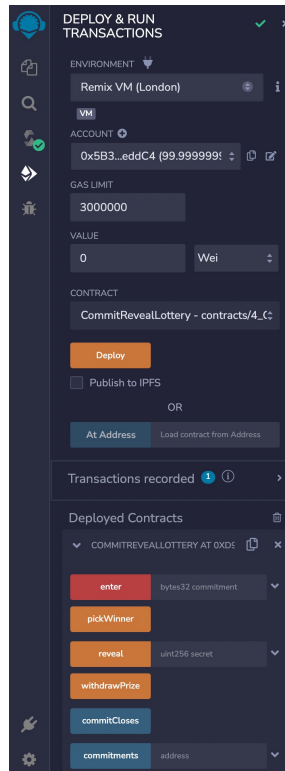 DEPLOY & RUN
TRANSACTIONS
ENVIRONMENT
Remix VM (London)
VM
ACCOUNT
0x5B3...eddC4 (99.9999999
GAS LIMIT
3000000
VALUE
0 Wei
CONTRACT
CommitRevealLottery - contracts/4_
Deploy
Publish to IPFS
OR
At Address Load contract from Address
Transactions recorded 1 i
Deployed Contracts
COMMITREVEALLOTTERY AT 0XD9
enter bytes32 commitment
pickWinner
reveal uint256 secret
withdrawPrize
commitCloses
commitments address